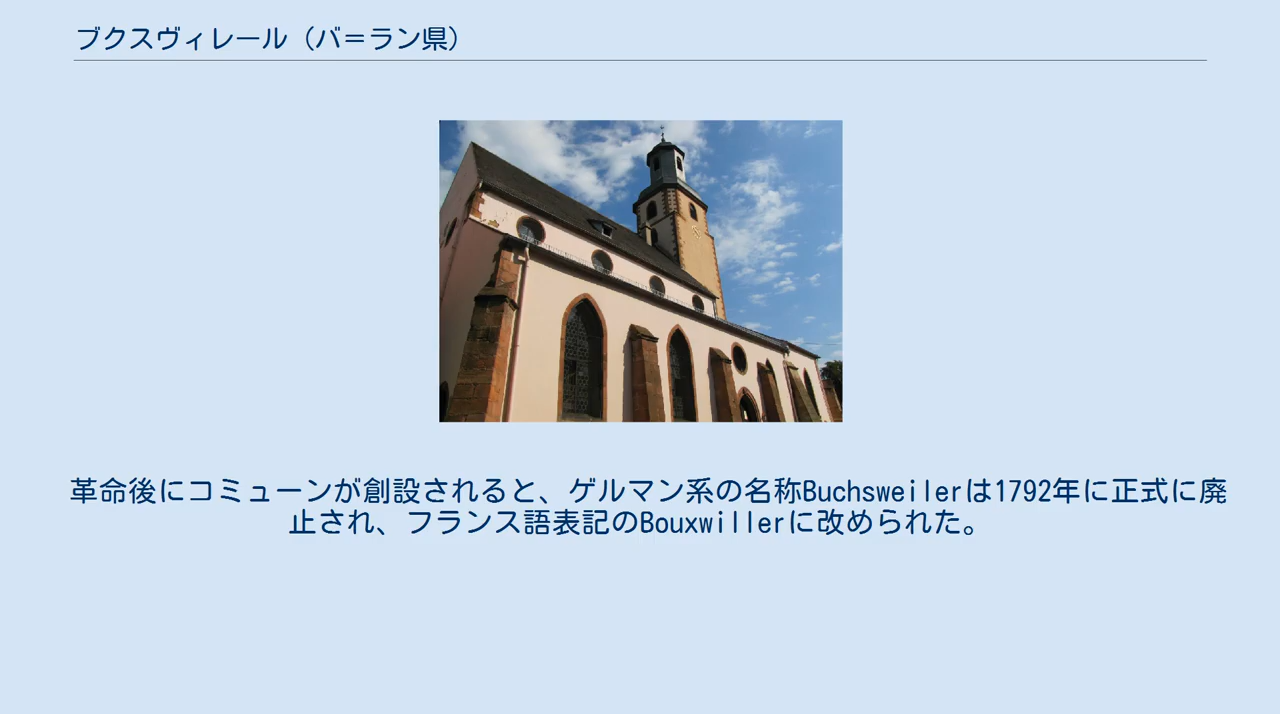 ブクスヴィレール（バ＝ラン県）
革命後にコミューンが創設されると、ゲルマン系の名称Buchsweilerは1792年に正式に廃
止され、フランス語表記のBouxwillerに改められた。